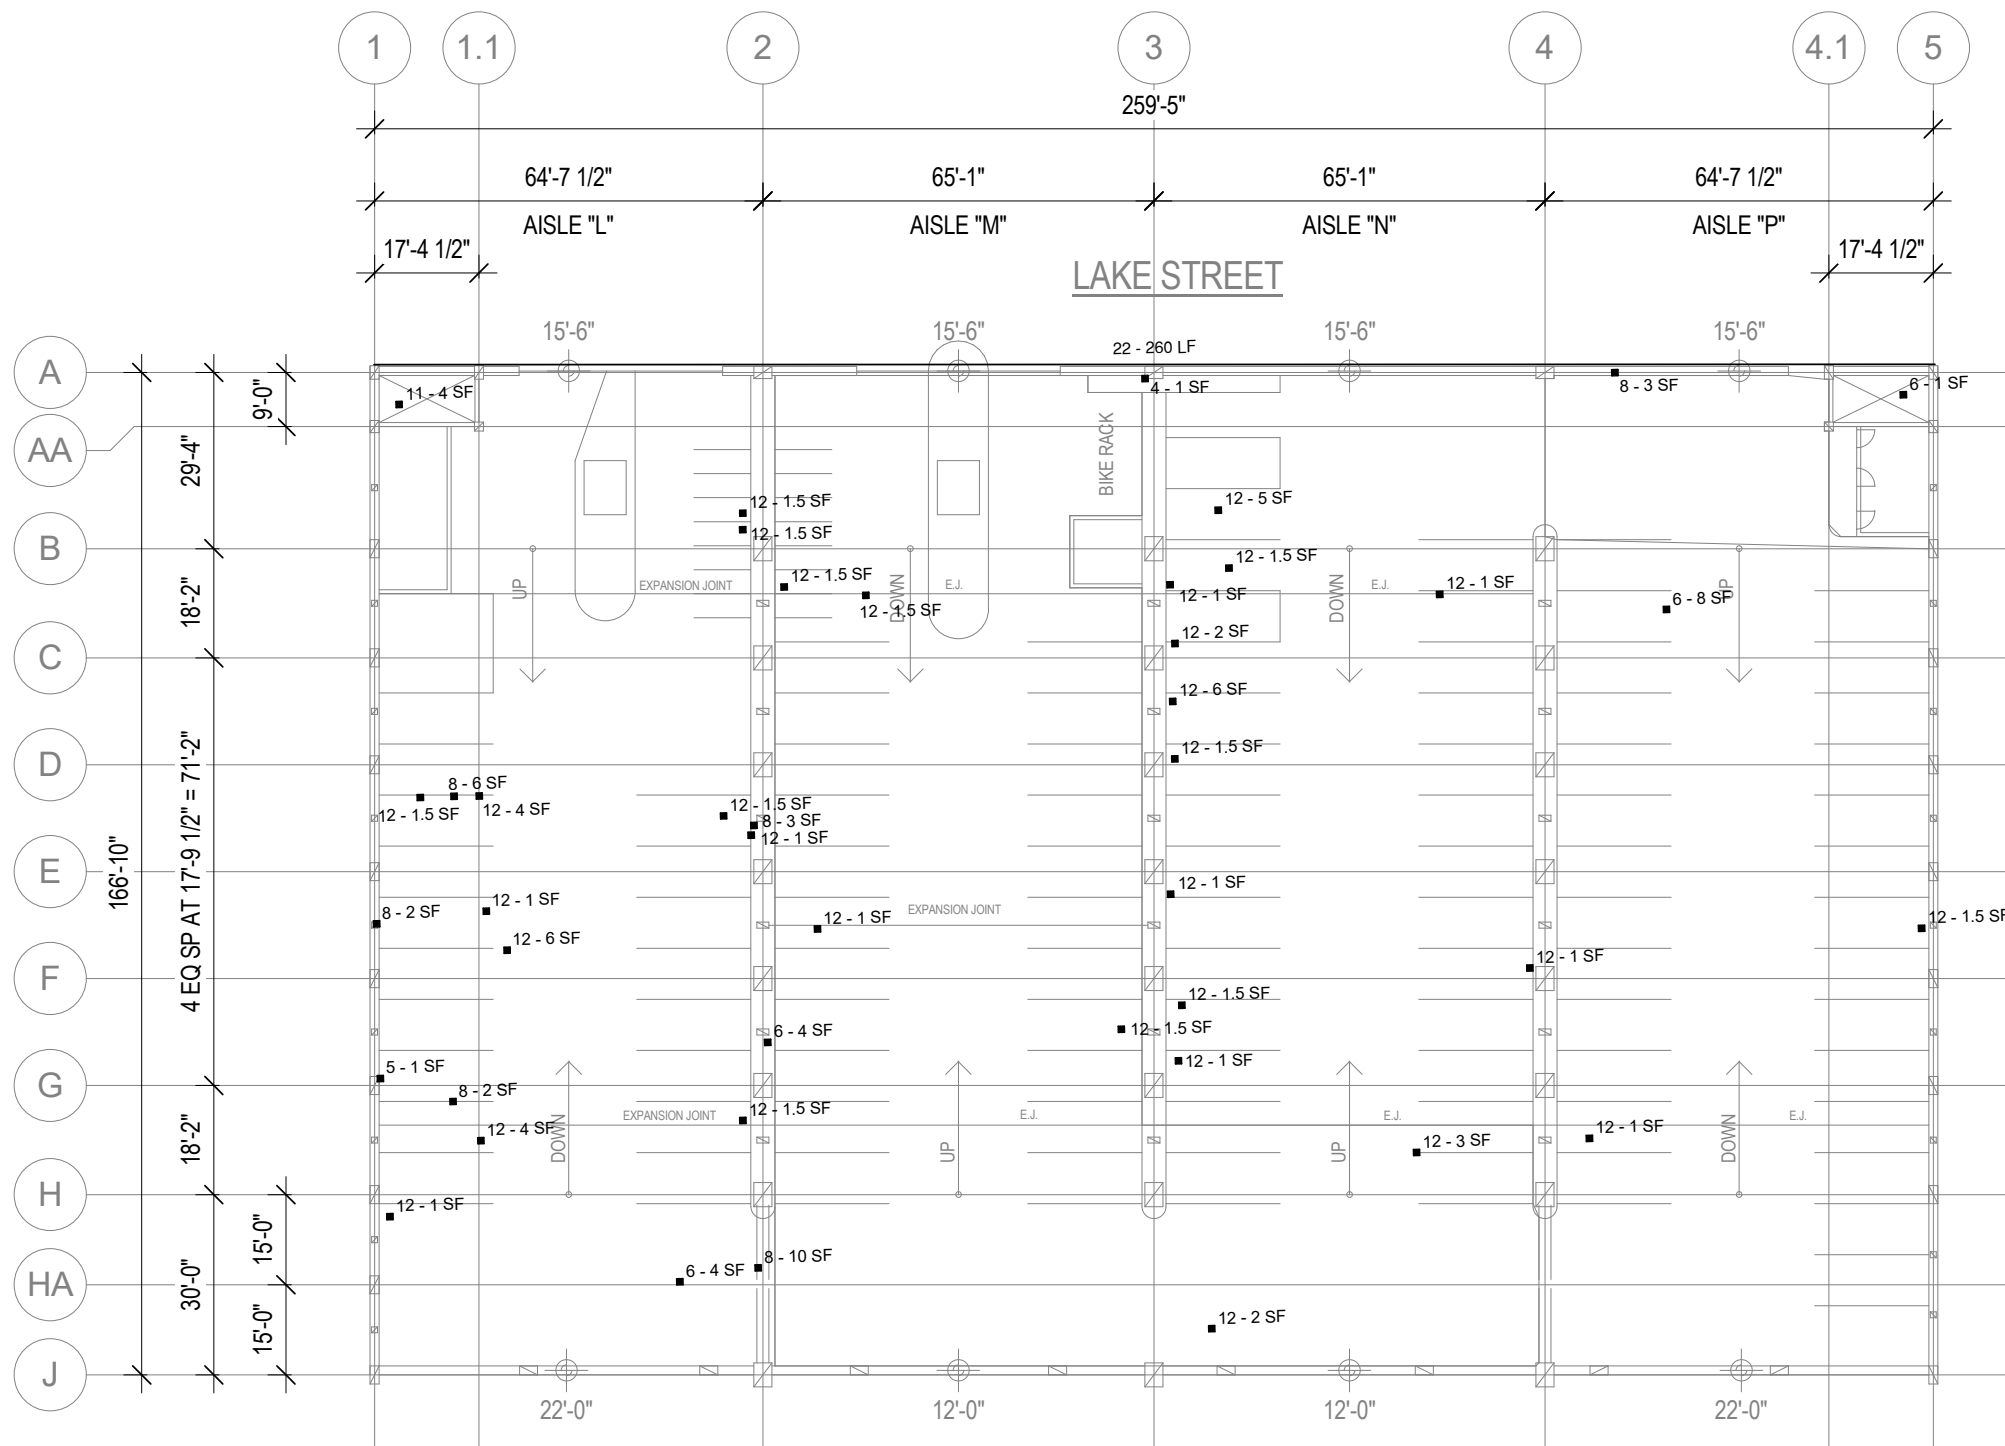 1 1.1 2 3 4 4.1 5
259'-5"
64'-7 1/2" 65'-1" 65'-1" 64'-7 1/2"
AISLE "L" AISLE "M" AISLE "N" AISLE "P"
17'-4 1/2" 17'-4 1/2"
LAKE STREET
15'-6" 15'-6" 15'-6" 15'-6"
22 - 260 LF
A
4 - 1 SF
8 - 3 SF
6 - 1 SF
11 - 4 SF
9'-0"
AA
29'-4"
BIKE RACK
12 - 1.5 SF
12 - 5 SF
12 - 1.5 SF
B
12 - 1.5 SF
12 - 1.5 SF
UP
EXPANSION JOINT
DOWN
E.J.
DOWN
E.J.
UP
12 - 1 SF
12 - 1 SF
12 - 1.5 SF
6 - 8 SF
18'-2"
12 - 2 SF
C
12 - 6 SF
12 - 1.5 SF
D
4 EQ SP AT 17'-9 1/2" = 71'-2"
8 - 6 SF
12 - 1.5 SF
12 - 4 SF
12 - 1.5 SF
8 - 3 SF
12 - 1 SF
166'-10"
E
12 - 1 SF
12 - 1 SF
8 - 2 SF
EXPANSION JOINT
12 - 1 SF
12 - 1.5 SF
12 - 6 SF
12 - 1 SF
F
12 - 1.5 SF
12 - 1.5 SF
6 - 4 SF
5 - 1 SF
12 - 1 SF
G
8 - 2 SF
12 - 1.5 SF
EXPANSION JOINT
E.J.
E.J.
E.J.
12 - 4 SF
12 - 1 SF
12 - 3 SF
DOWN
UP
UP
DOWN
18'-2"
H
12 - 1 SF
15'-0"
8 - 10 SF
6 - 4 SF
HA
30'-0"
12 - 2 SF
15'-0"
J
22'-0" 12'-0" 12'-0" 22'-0"